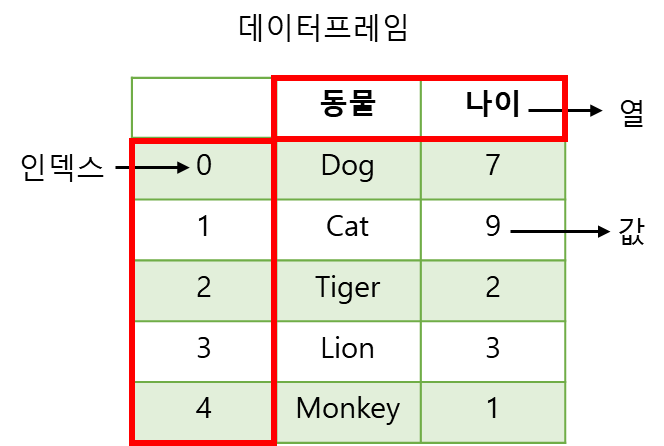 데이터프레임
동물 나이 열
인덱스 0 Dog 7
1 Cat 9 값
2 Tiger 2
3 Lion 3
4 Monkey 1